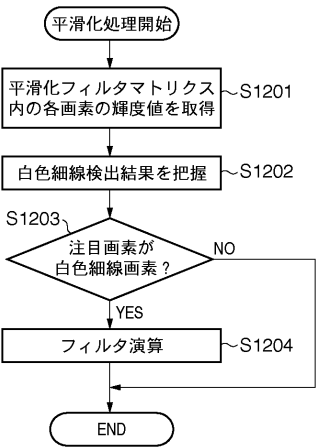 平滑化処理開始
平滑化フィルタマトリクス
内の各画素の輝度値を取得
S1201
白色細線検出結果を把握
S1202
S1203
注目画素が
白色細線画素？
NO
YES
フィルタ演算
S1204
END